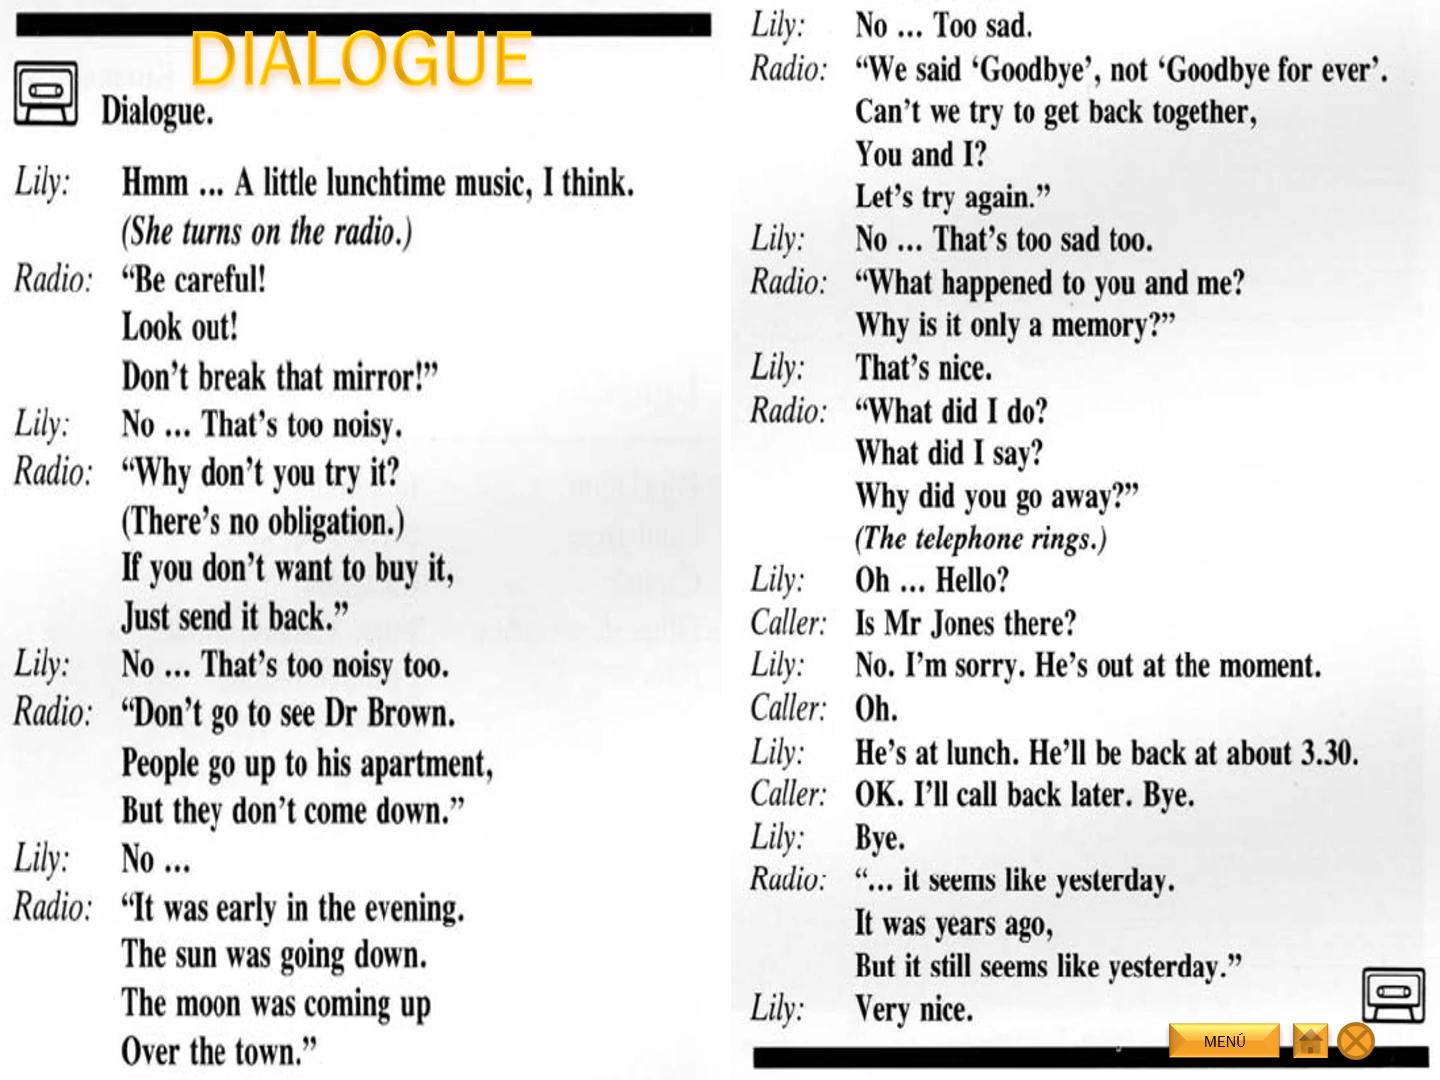 DIALOGUE
Dialogue.
Lily: Hmm ... A little lunchtime music, I think.
(She turns on the radio.)
Radio: “Be careful!
Look out!
Don’t break that mirror!”
Lily: No ... That’s too noisy.
Radio: “Why don’t you try it?
(There’s no obligation.)
If you don’t want to buy it,
Just send it back.”
Lily: No ... That’s too noisy too.
Radio: “Don’t go to see Dr Brown.
People go up to his apartment,
But they don’t come down.”
Lily: No ...
Radio: “It was early in the evening.
The sun was going down.
The moon was coming up
Over the town.”
Lily: No ... Too sad.
Radio: “We said ‘Goodbye’, not ‘Goodbye for ever’.
Can’t we try to get back together,
You and I?
Let’s try again.”
Lily: No ... That’s too sad too.
Radio: “What happened to you and me?
Why is it only a memory?”
Lily: That’s nice.
Radio: “What did I do?
What did I say?
Why did you go away?”
(The telephone rings.)
Lily: Oh ... Hello?
Caller: Is Mr Jones there?
Lily: No. I’m sorry. He’s out at the moment.
Caller: Oh.
Lily: He’s at lunch. He’ll be back at about 3.30.
Caller: OK. I’ll call back later. Bye.
Lily: Bye.
Radio: “... it seems like yesterday.
It was years ago,
But it still seems like yesterday.”
Lily: Very nice.
MENÚ